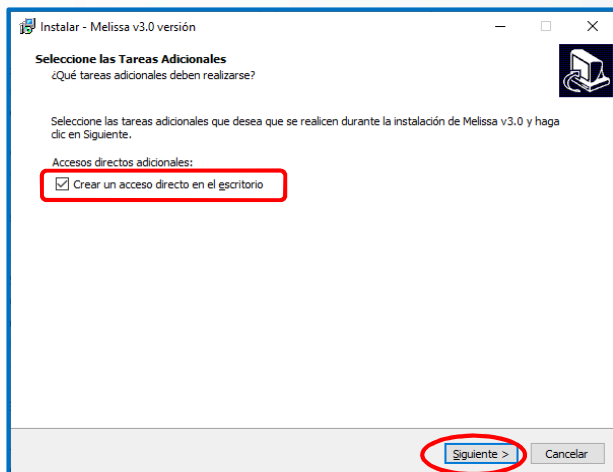 Instalar - Melissa v3.0 versión
Seleccione las Tareas Adicionales
¿Qué tareas adicionales deben realizarse?
Seleccione las tareas adicionales que desea que se realicen durante la instalación de Melissa v3.0 y haga
clic en Siguiente.
Accesos directos adicionales:
Crear un acceso directo en el escritorio
Siguiente >
Cancelar